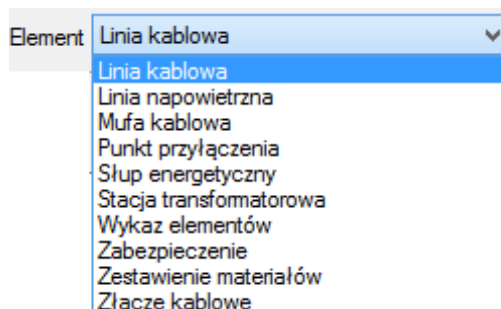 Element Linia kablowa
Linia kablowa
Linia napowietrzna
Mufa kablowa
Punkt przyłączenia
Słup energetyczny
Stacja transformatorowa
Wykaz elementów
Zabezpieczenie
Zestawienie materiałów
Złącze kablowe